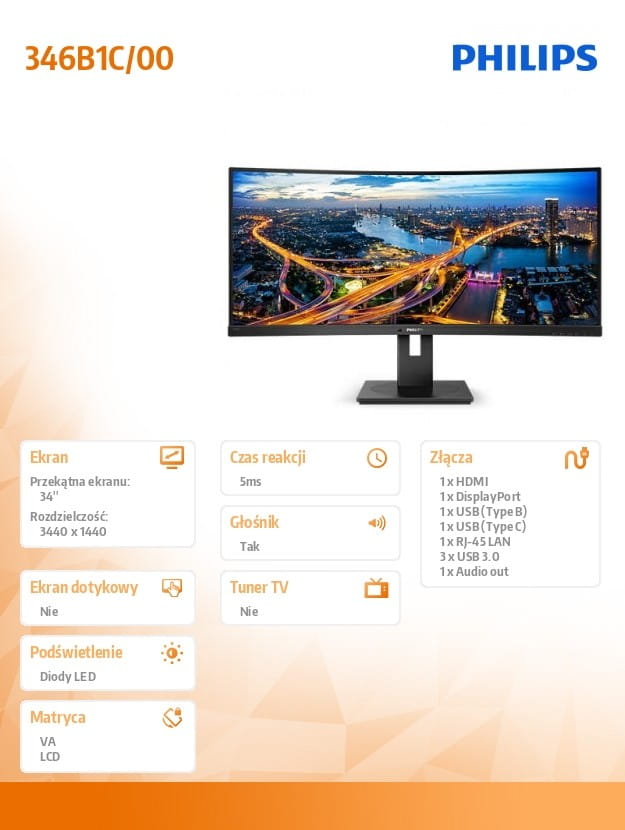 346B1C/00
PHILIPS
PHILIPS
Ekran
Przekątna ekranu:
34"
Rozdzielczość:
3440 x 1440
Czas reakcji
5ms
Głośnik
Tak
Złącza
1 x HDMI
1 x DisplayPort
1 x USB (Type B)
1 x USB (Type C)
1 x RJ-45 LAN
3 x USB 3.0
1 x Audio out
Ekran dotykowy
Nie
Tuner TV
Nie
Podświetlenie
Diody LED
Matryca
VA
LCD